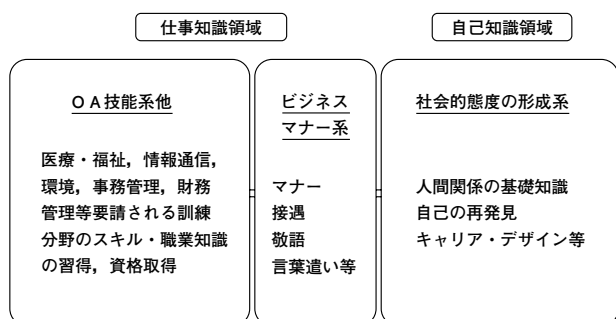 仕事知識領域
自己知識領域
ＯＡ技能系他
医療・福祉，情報通信，
環境，事務管理，財務
管理等要請される訓練
分野のスキル・職業知識
の習得，資格取得
ビジネス
マナー系
マナー
接遇
敬語
言葉遣い等
社会的態度の形成系
人間関係の基礎知識
自己の再発見
キャリア・デザイン等